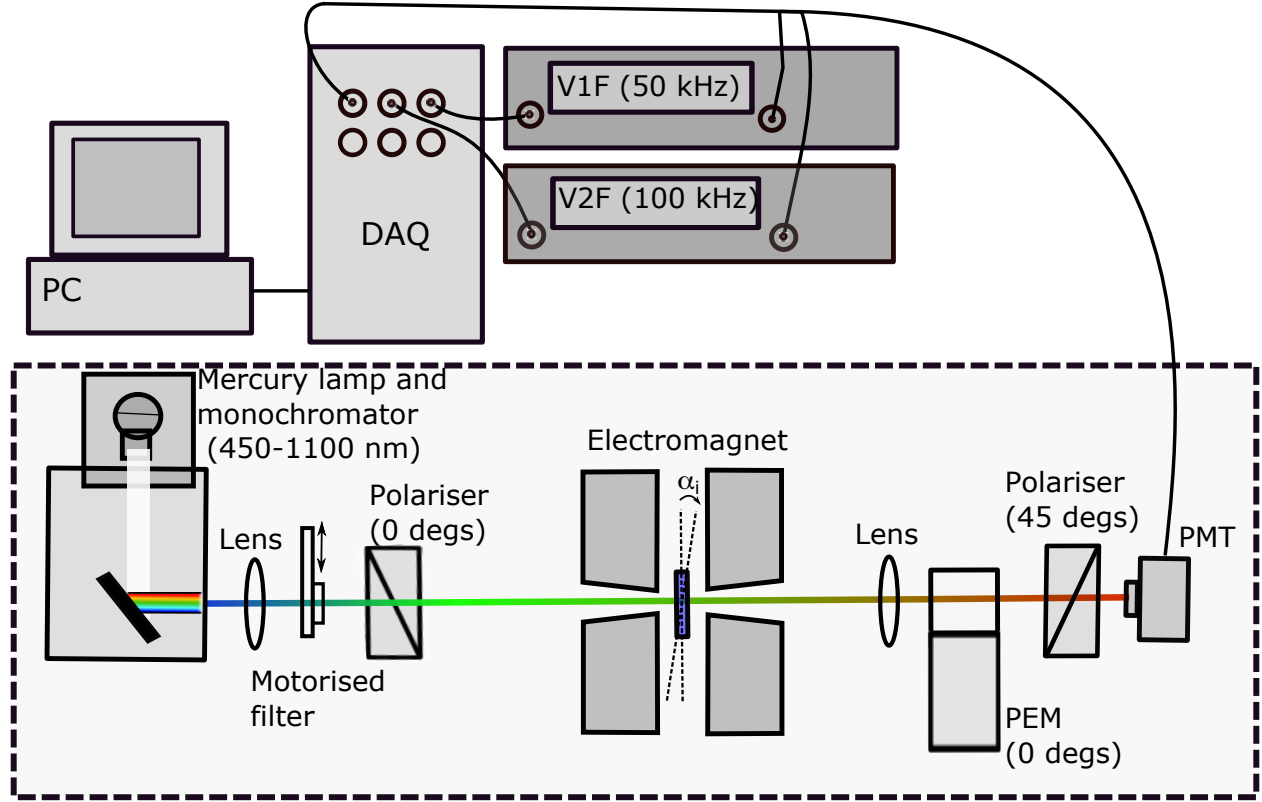 V1F (50 kHz)
V2F (100 kHz)
DAQ
PC
Mercury lamp and
monochromator
(450-1100 nm)
Electromagnet
αi
Polariser
(0 degs)
Polariser
(45 degs)
Lens
Lens
PMT
Motorised
filter
PEM
(0 degs)